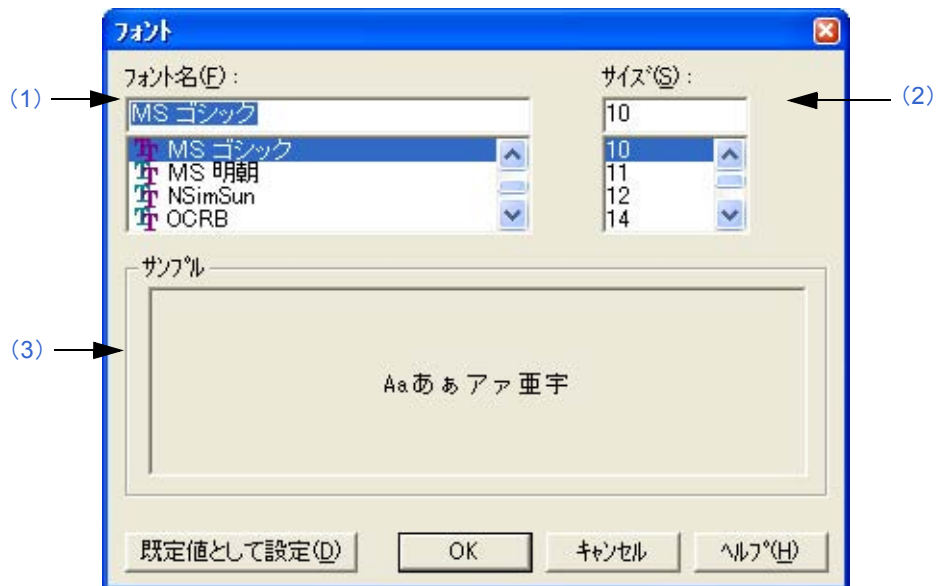 フォント
フォント名(F) :
サイズ(S) :
(1)
(2)
MS ゴシック
10
MS ゴシック
10
MS 明朝
11
NSimSun
12
OCRB
14
サンプル
(3)
Aaあぁアァ亜宇
既定値として設定(D)
OK
キャンセル
ヘルプ(H)